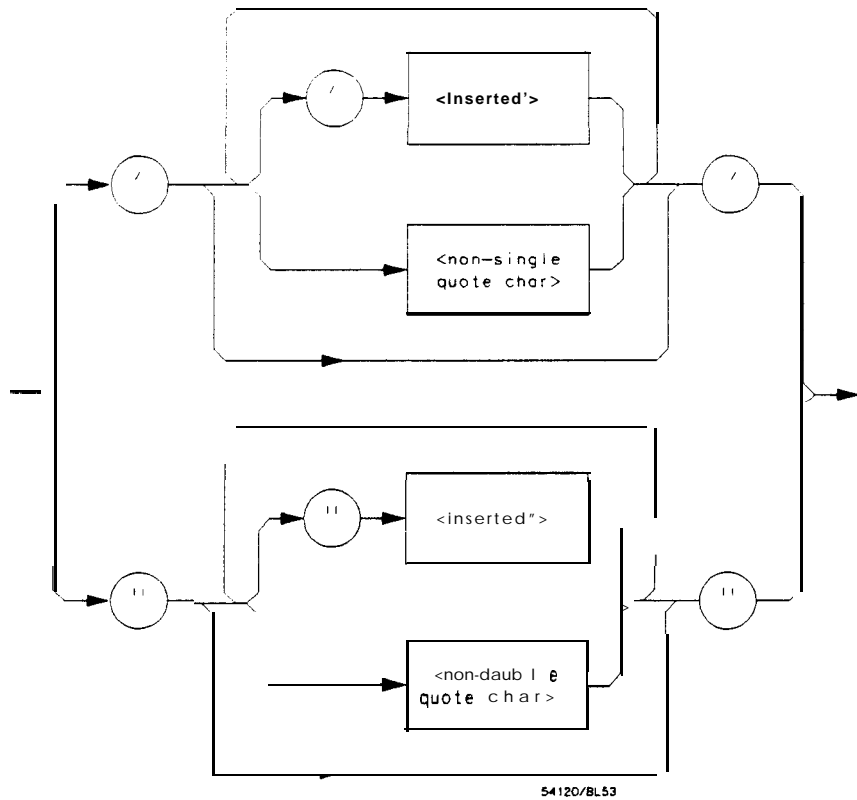 ′
<Inserted'>
′
′
<non-single
quote char>
"
<inserted">
"
"
<non-daub l e
quote char>
54120/BL53